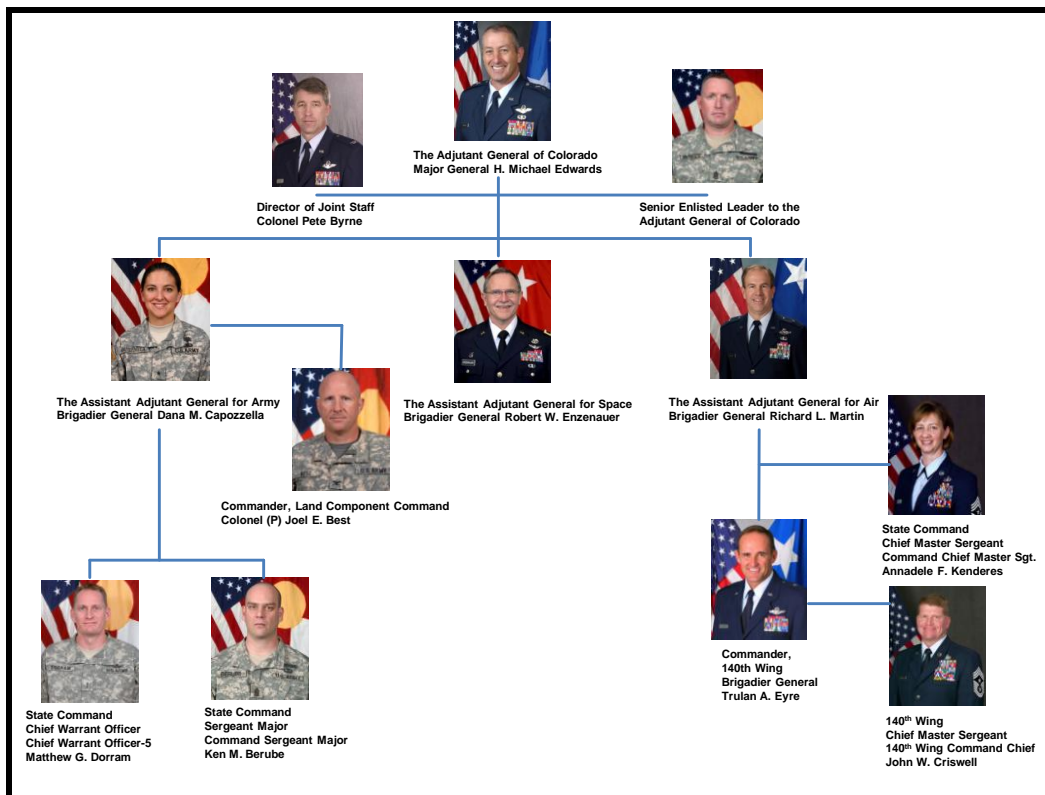 The Adjutant General of Colorado
Major General H. Michael Edwards
Director of Joint Staff
Colonel Pete Byrne
Senior Enlisted Leader to the
Adjutant General of Colorado
The Assistant Adjutant General for Army
Brigadier General Dana M. Capozzella
The Assistant Adjutant General for Space
Brigadier General Robert W. Enzenauer
The Assistant Adjutant General for Air
Brigadier General Richard L. Martin
Commander, Land Component Command
Colonel (P) Joel E. Best
State Command
Chief Master Sergeant
Command Chief Master Sgt.
Annadele F. Kenderes
Commander,
140th Wing
Brigadier General
Trulan A. Eyre
State Command
Chief Warrant Officer
Chief Warrant Officer-5
Matthew G. Dorram
State Command
Sergeant Major
Command Sergeant Major
Ken M. Berube
140th Wing
Chief Master Sergeant
140th Wing Command Chief
John W. Criswell